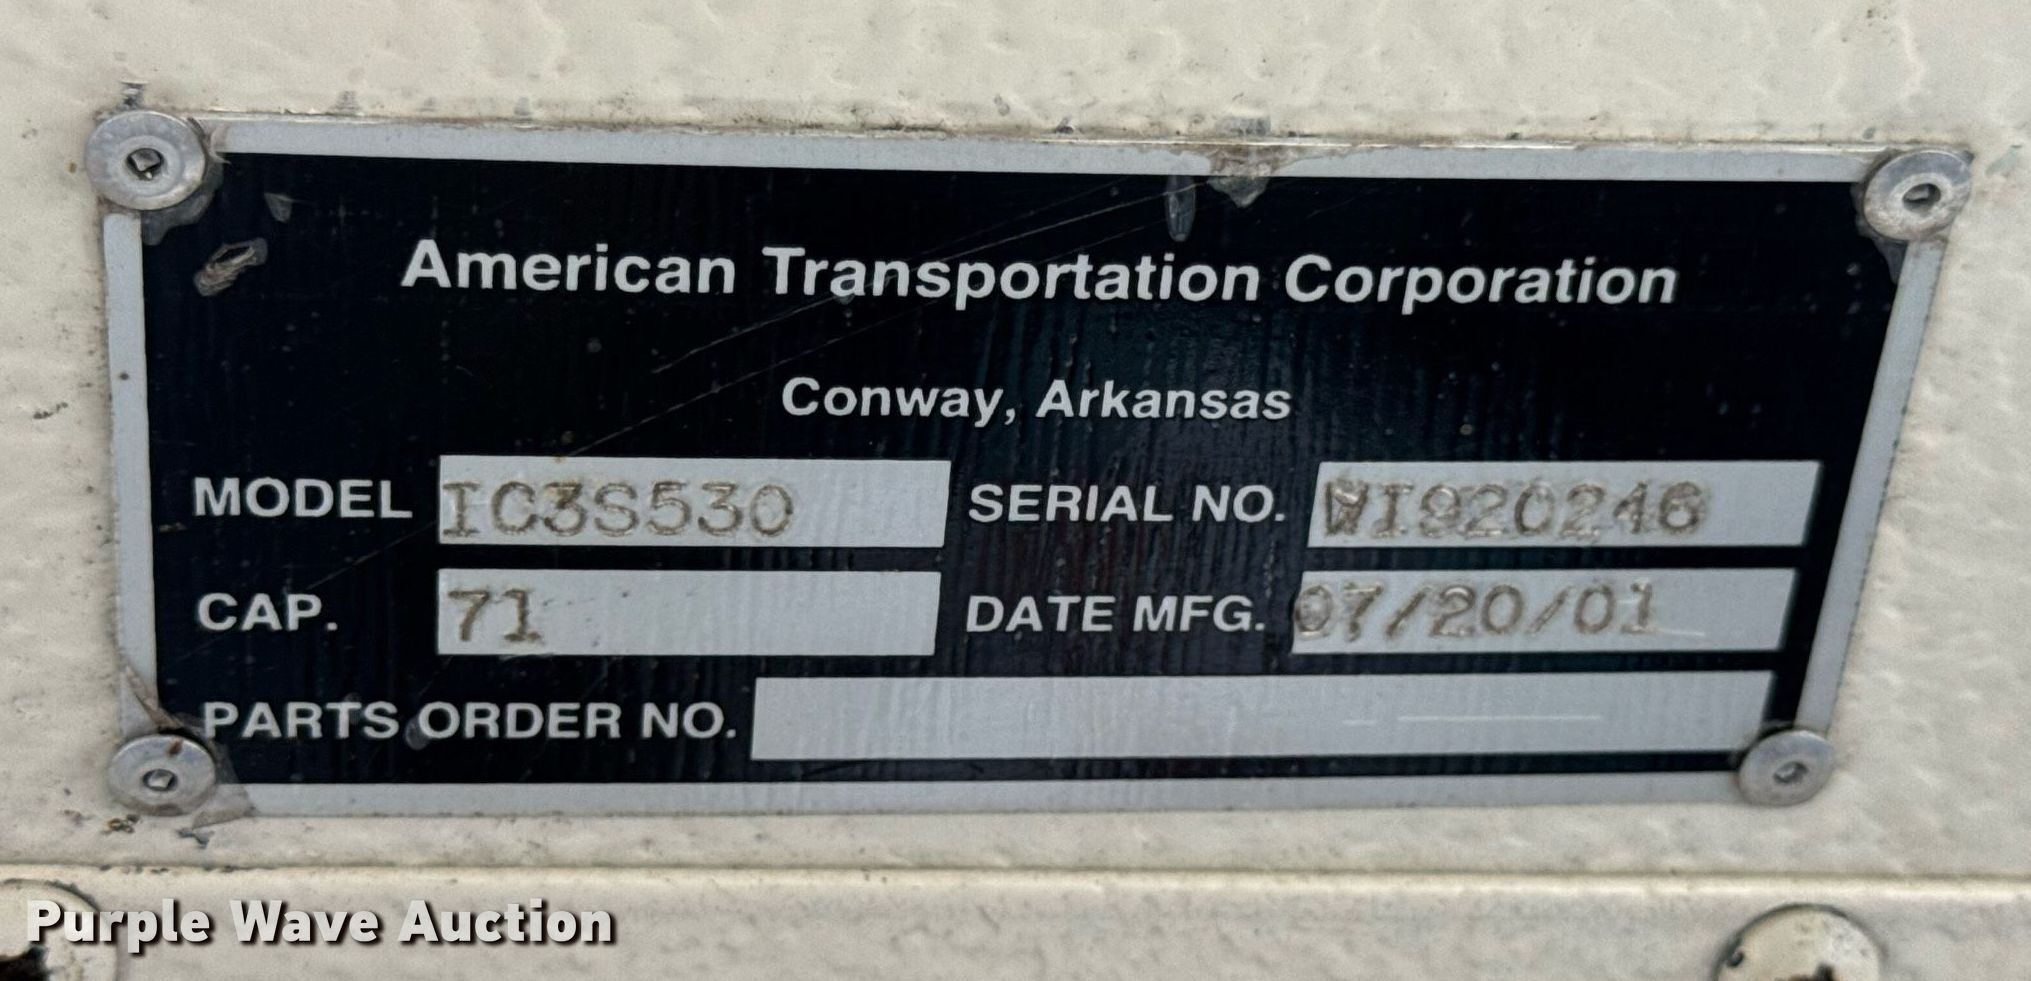 American Transportation Corporation
Conway, Arkansas
MODEL IC3S530 SERIAL NO. WI920246
CAP. 71 DATE MFG. 07/20/01
PARTS ORDER NO.
Purple Wave Auction